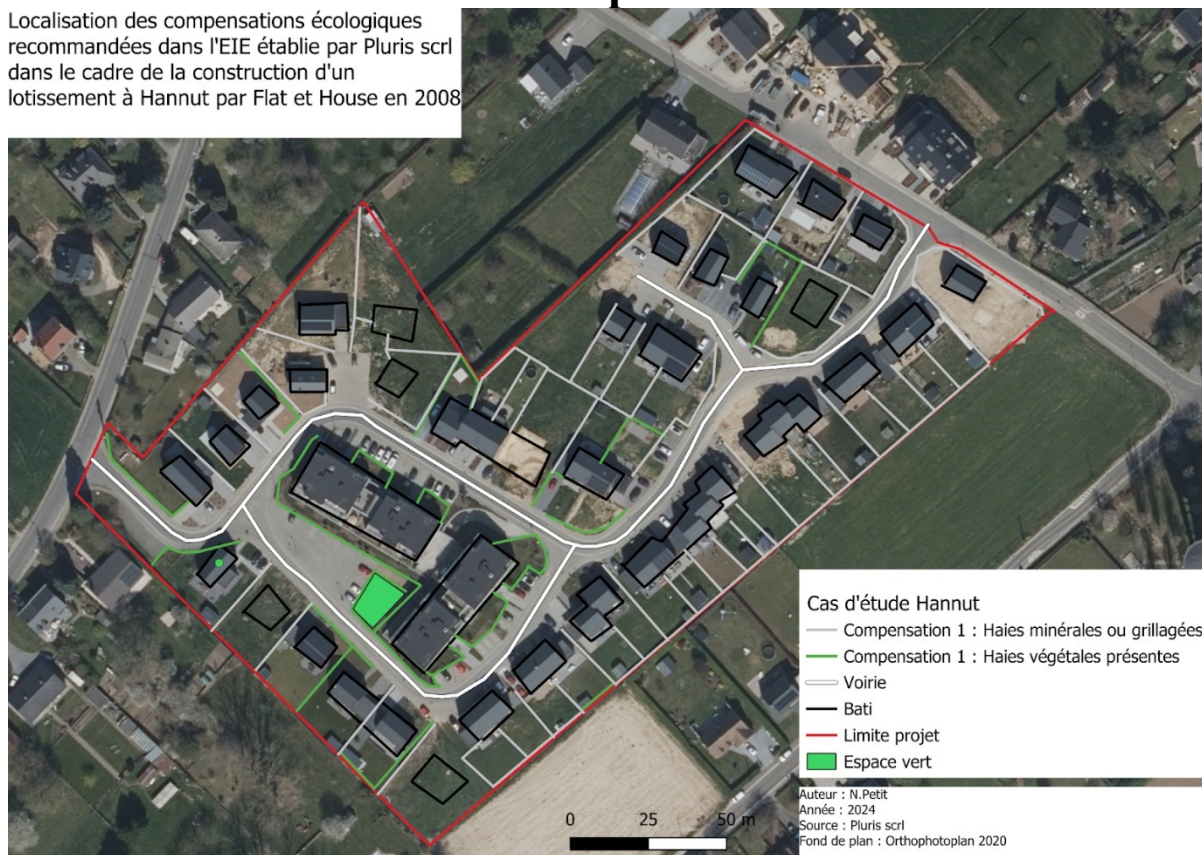 Localisation des compensations écologiques
recommandées dans l'EIE établie par Pluris scrl
dans le cadre de la construction d'un
lotissement à Hannut par Flat et House en 2008
Cas d'étude Hannut
Compensation 1 : Haies minérales ou grillagées
Compensation 1 : Haies végétales présentes
Voirie
Bati
Limite projet
Espace vert
0 25 50 m
Auteur : N.Petit
Année : 2024
Source : Pluris scrl
Fond de plan : Orthophotoplan 2020